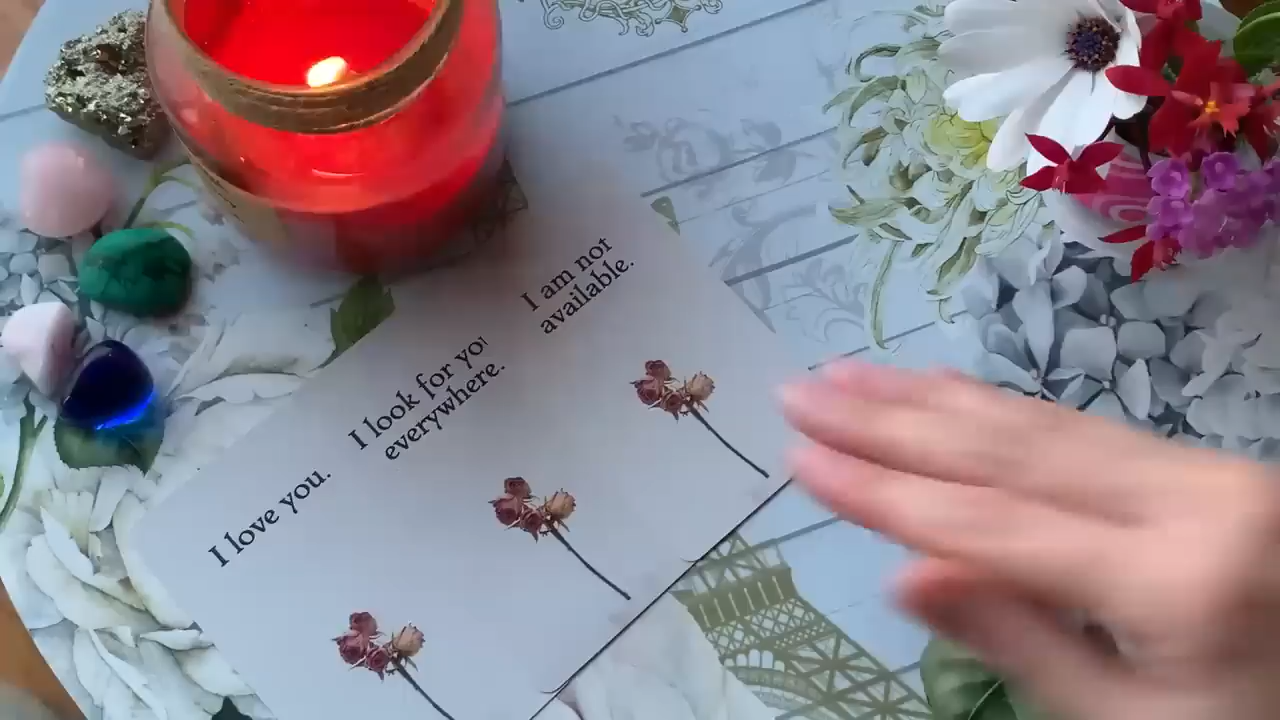 I love you.
I look for you
everywhere.
I am not
available.